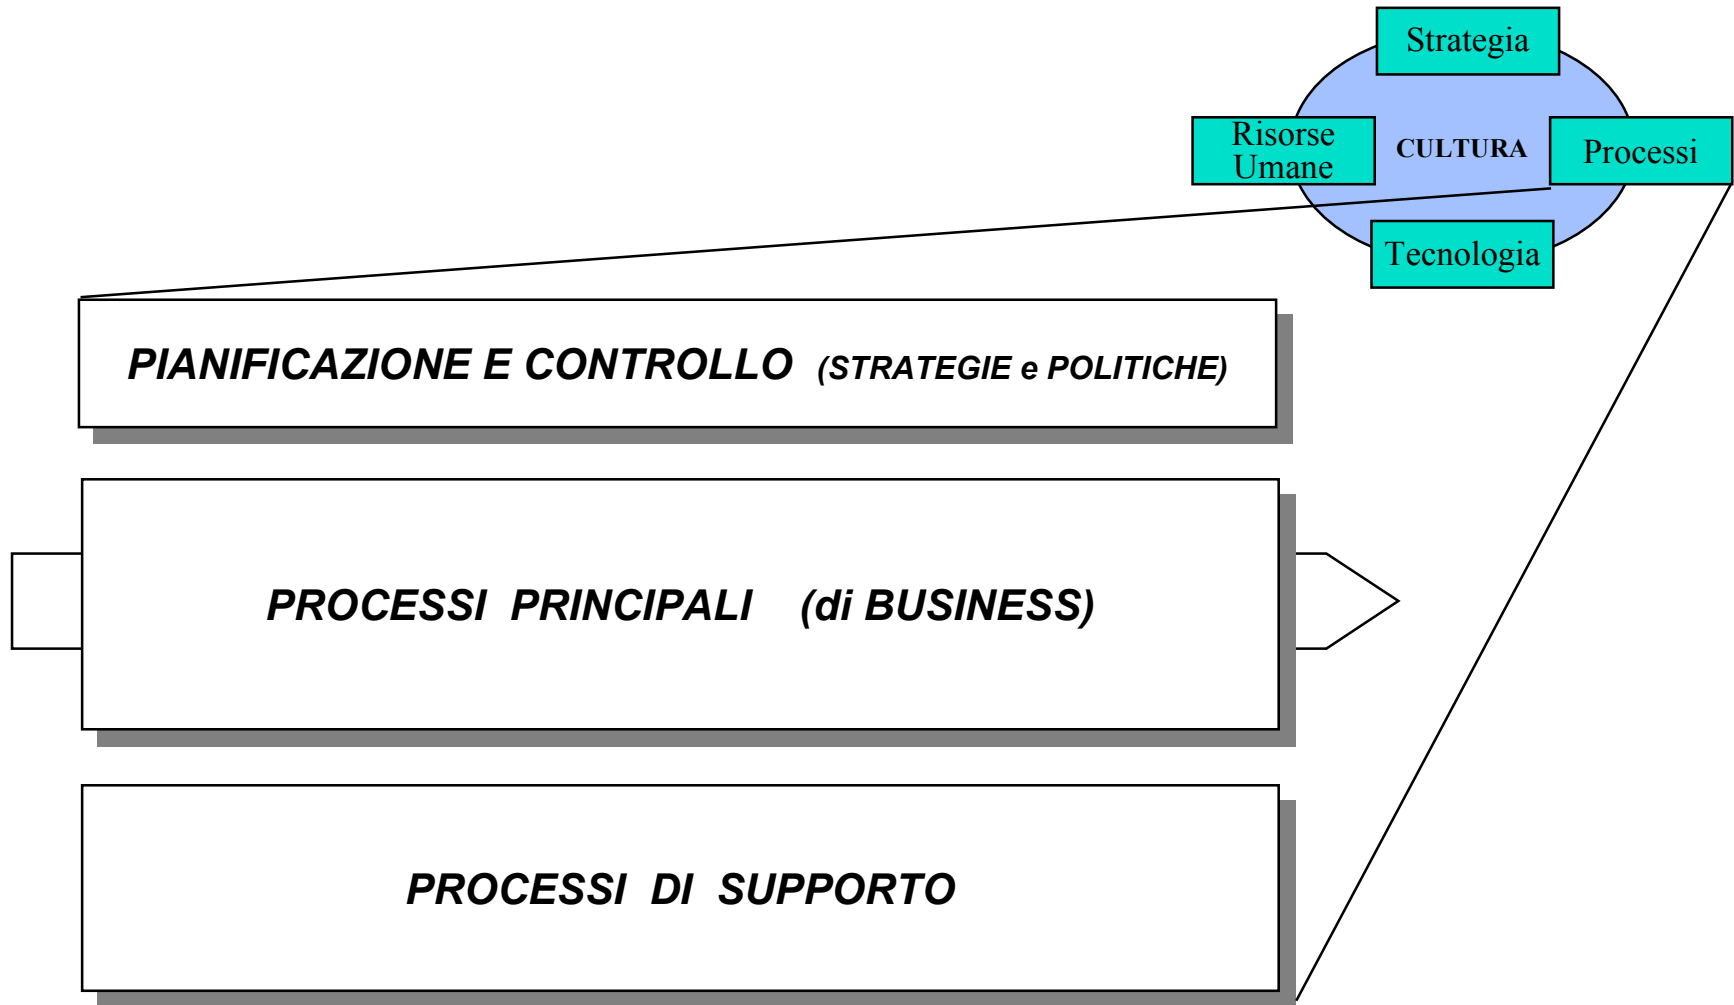 Strategia
Risorse
Umane
CULTURA
Processi
Tecnologia
PIANIFICAZIONE E CONTROLLO (STRATEGIE e POLITICHE)
PROCESSI PRINCIPALI (di BUSINESS)
PROCESSI DI SUPPORTO